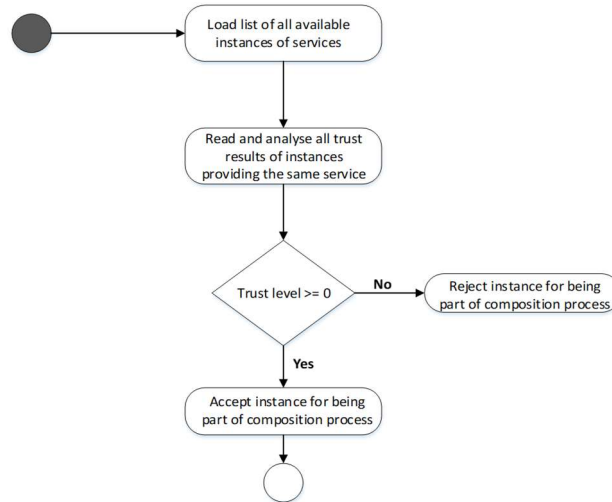 Load list of all available
instances of services
Read and analyse all trust
results of instances
providing the same service
Trust level >= 0
No
Reject instance for being
part of composition process
Yes
Accept instance for being
part of composition process